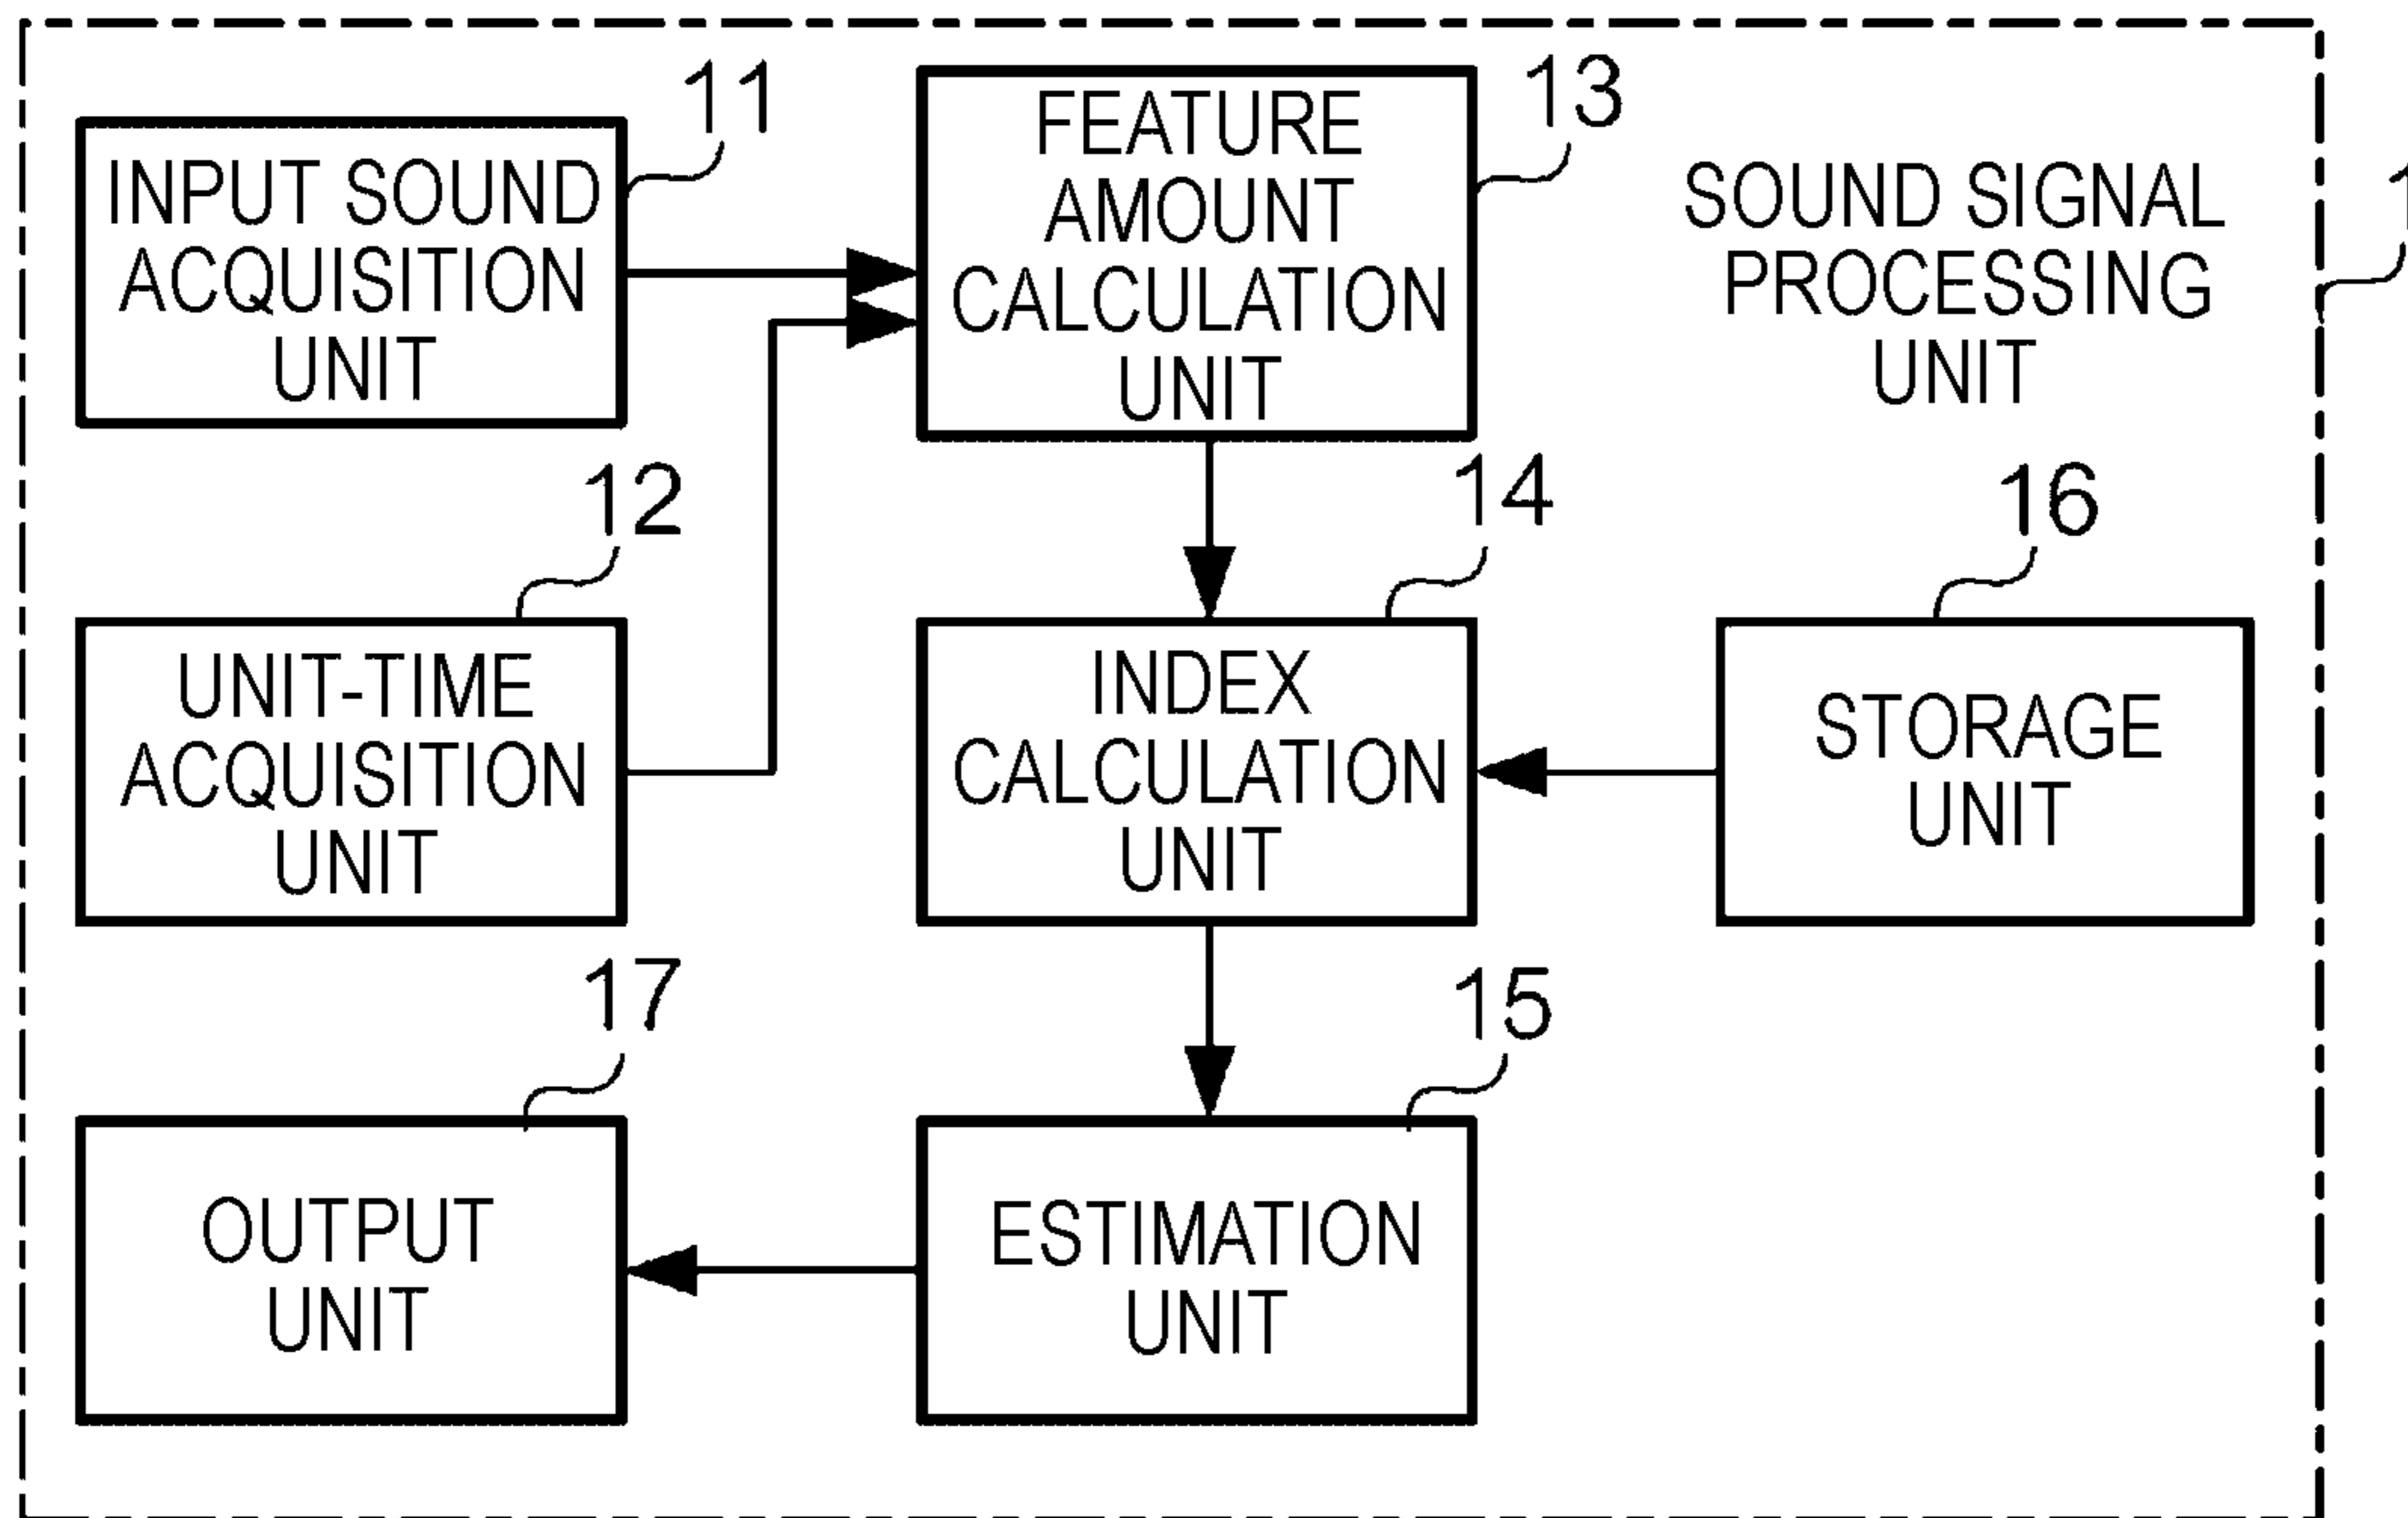 11
INPUT SOUND
ACQUISITION
UNIT
13
FEATURE
AMOUNT
CALCULATION
UNIT
SOUND SIGNAL
PROCESSING
UNIT
12
UNIT-TIME
ACQUISITION
UNIT
14
INDEX
CALCULATION
UNIT
16
STORAGE
UNIT
17
OUTPUT
UNIT
15
ESTIMATION
UNIT